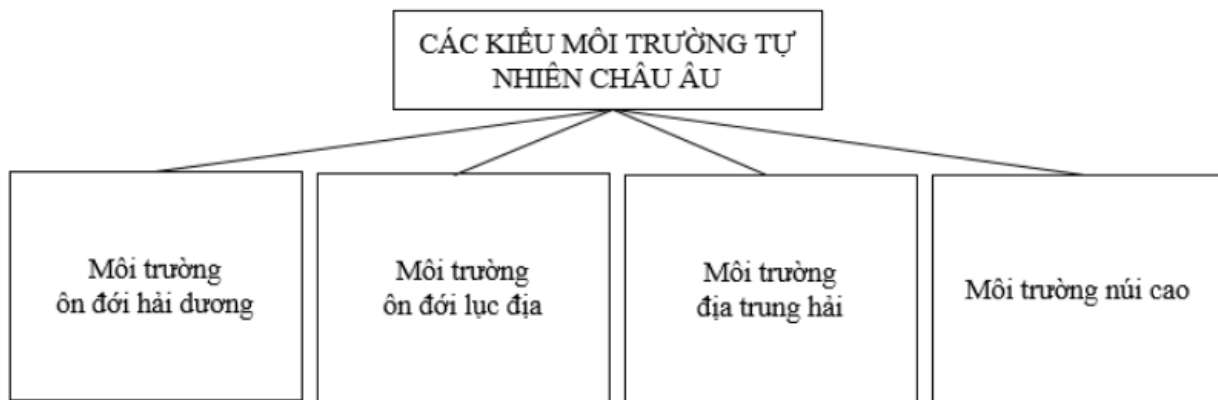 CÁC KIỂU MÔI TRƯỜNG TỰ
NHIÊN CHÂU ÂU
Môi trường
ôn đới hải dương
Môi trường
ôn đới lục địa
Môi trường
địa trung hải
Môi trường núi cao